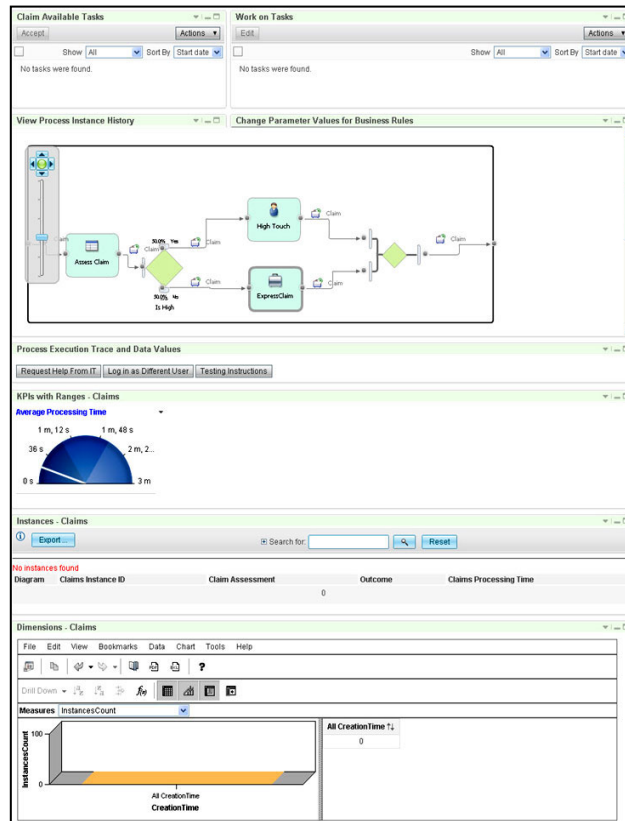 Claim Available Tasks
Work on Tasks
Accept
Actions
Edit
Actions
Show All Sort By Start date
Show All Sort By Start date
No tasks were found.
No tasks were found.
View Process Instance History
Change Parameter Values for Business Rules
High Touch
Claim
Claim
50.0% Yes
Claim
Claim
Claim
Assess Claim
50.0% No
Claim
Is High
ExpressClaim
Claim
Process Execution Trace and Data Values
Request Help From IT
Log in as Different User
Testing Instructions
KPIs with Ranges - Claims
Average Processing Time
1 m, 12 s
1 m, 48 s
36 s
2 m, 2...
0 s
3 m
Instances - Claims
Export ...
Search for:
Reset
No instances found
Diagram Claims Instance ID Claim Assessment Outcome Claims Processing Time
0
Dimensions - Claims
File Edit View Bookmarks Data Chart Tools Help
Drill Down
f(x)
Measures InstancesCount
InstancesCount
100
0
All CreationTime
CreationTime
All CreationTime
0